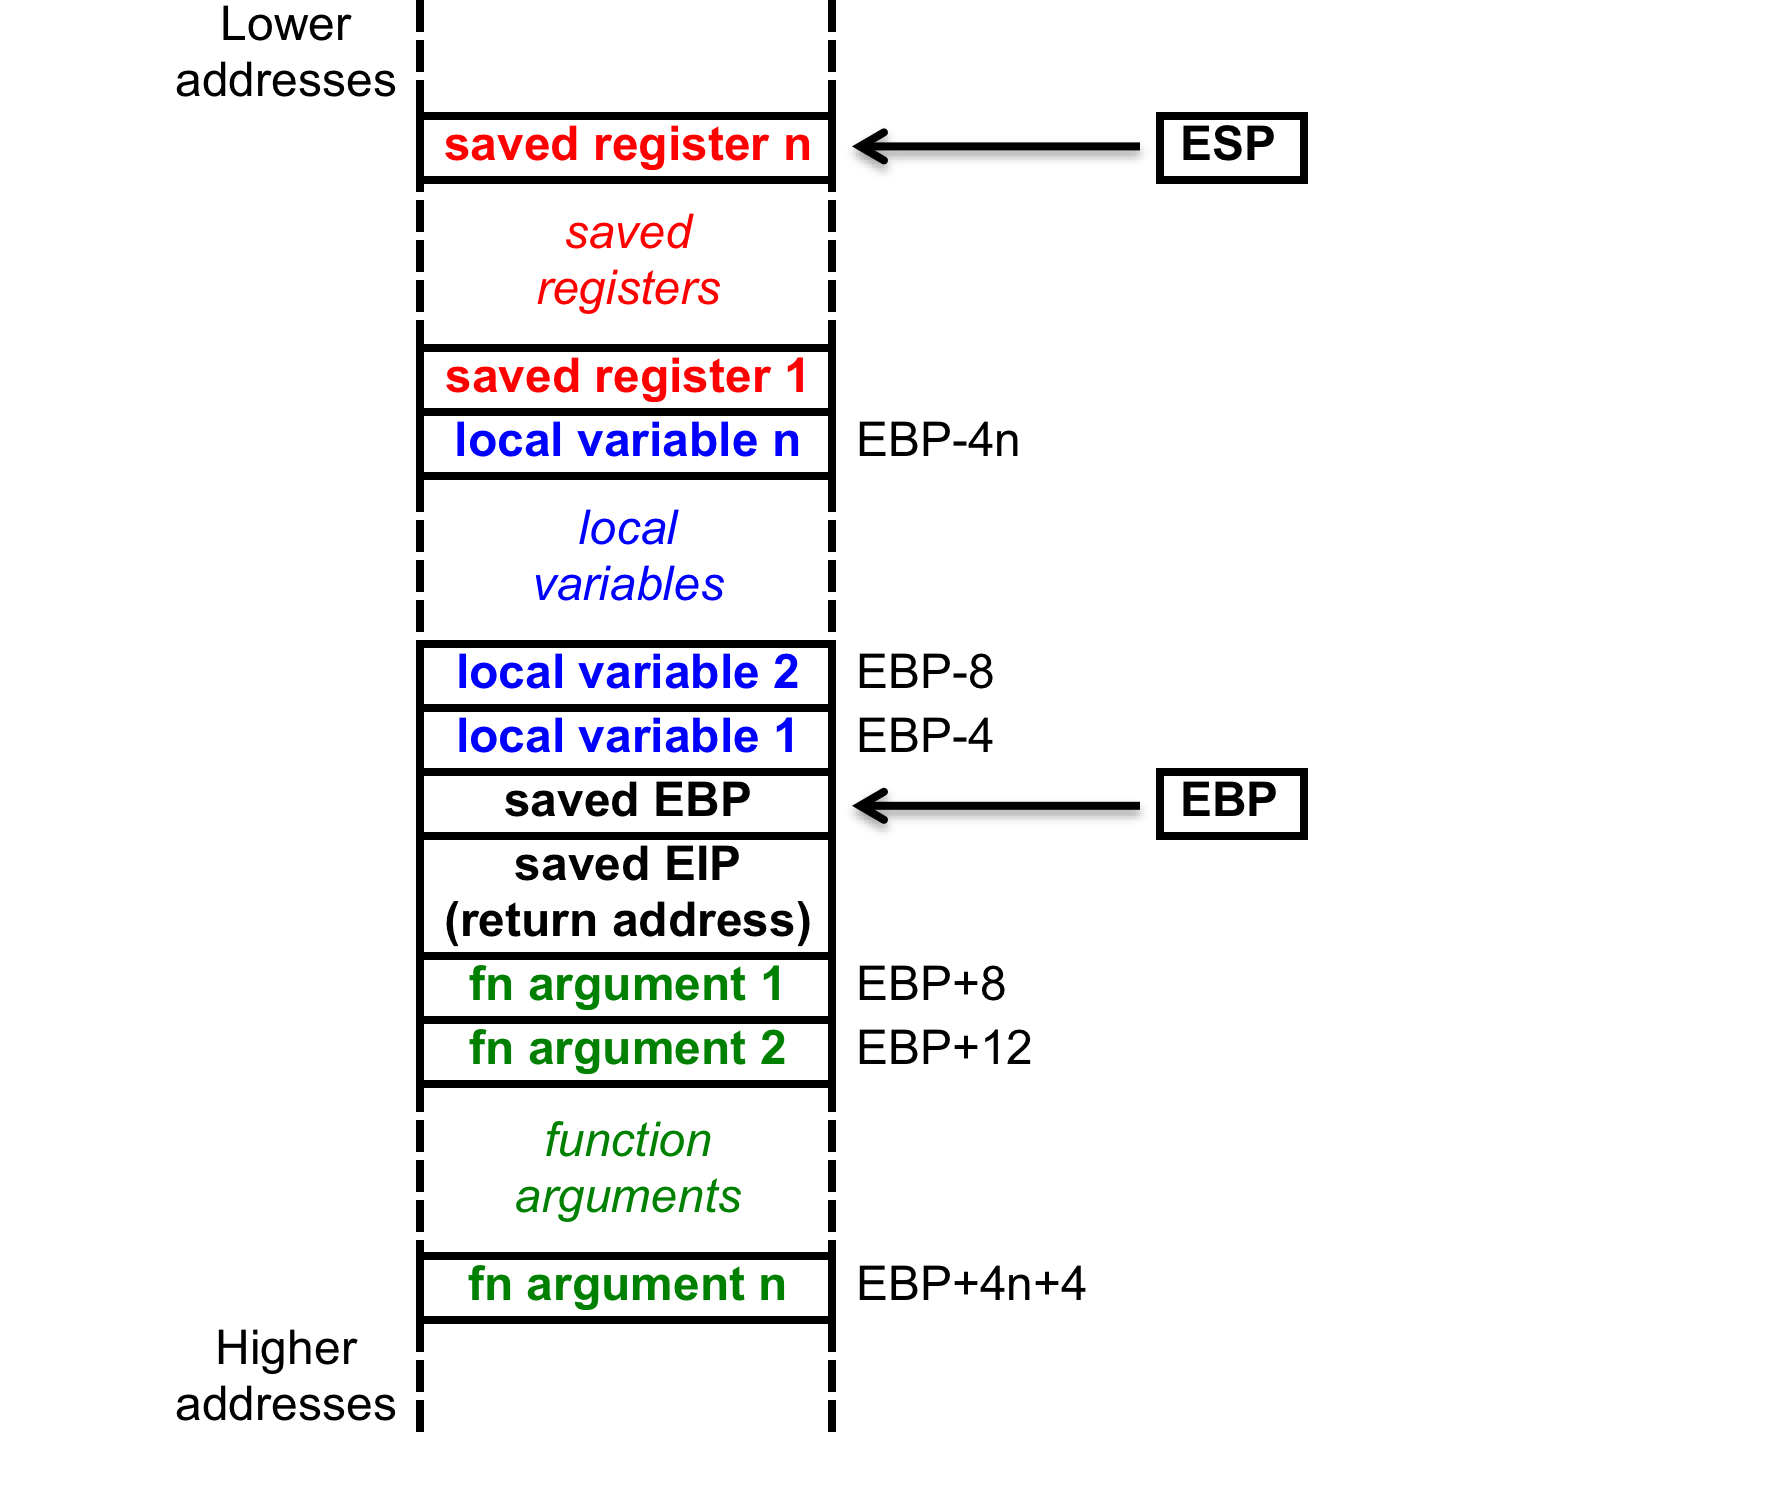 Lower
addresses
saved register n
ESP
saved
registers
saved register 1
local variable n
EBP-4n
local
variables
local variable 2
EBP-8
local variable 1
EBP-4
saved EBP
EBP
saved EIP
(return address)
fn argument 1
EBP+8
fn argument 2
EBP+12
function
arguments
fn argument n
EBP+4n+4
Higher
addresses